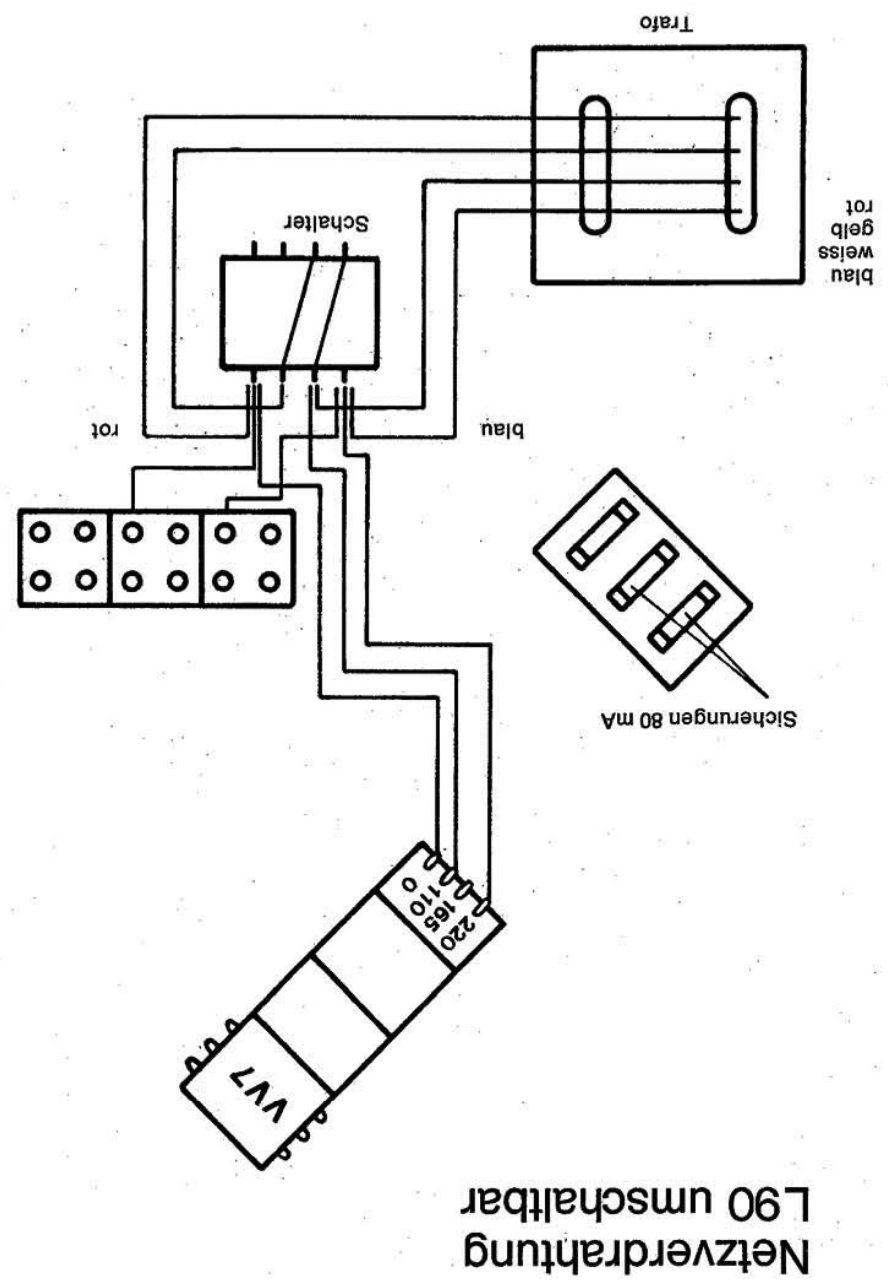 Netzverdrahtung
L90 umschaltbar
VV7
220
165
110
0
Sicherungen 80 mA
blau
rot
Schalter
blau
weiss
gelb
rot
Trafo